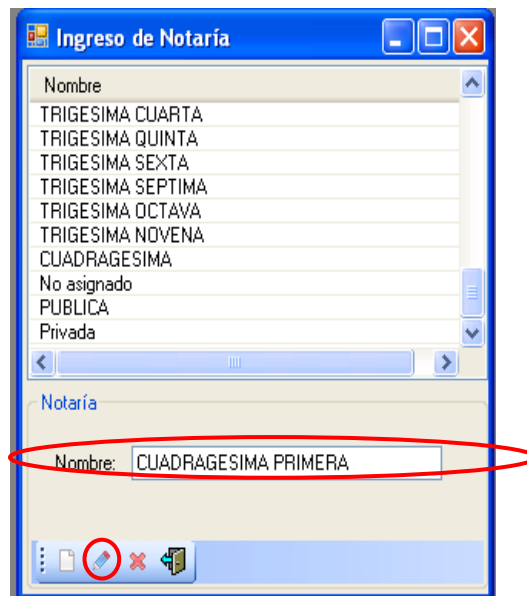 Ingreso de Notaría
Nombre
TRIGESIMA CUARTA
TRIGESIMA QUINTA
TRIGESIMA SEXTA
TRIGESIMA SEPTIMA
TRIGESIMA OCTAVA
TRIGESIMA NOVENA
CUADRAGESIMA
No asignado
PUBLICA
Privada
Notaría
Nombre: CUADRAGESIMA PRIMERA